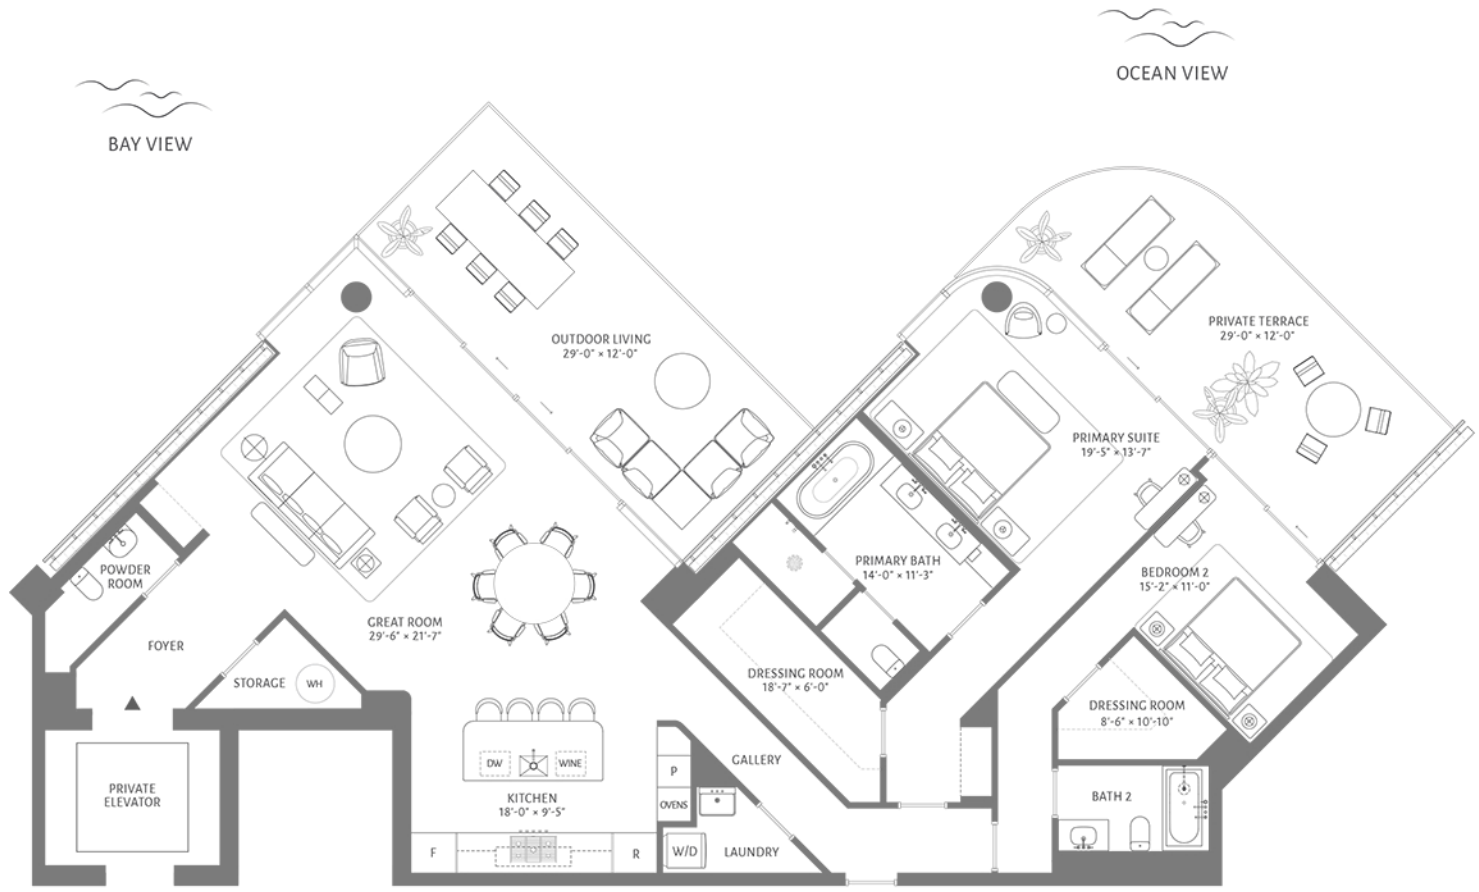 OCEAN VIEW
BAY VIEW
PRIVATE TERRACE
29'-0" × 12'-0"
OUTDOOR LIVING
29'-0" × 12'-0"
PRIMARY SUITE
19'-5" × 13'-7"
PRIMARY BATH
14'-0" × 11'-3"
BEDROOM 2
15'-2" × 11'-0"
POWDER
ROOM
GREAT ROOM
29'-6" × 21'-7"
FOYER
STORAGE
WH
DRESSING ROOM
18'-7" × 6'-0"
DRESSING ROOM
8'-6" × 10'-10"
GALLERY
DW
WINE
P
PRIVATE
ELEVATOR
KITCHEN
18'-0" × 9'-5"
OVENS
BATH 2
F
R
W/D
LAUNDRY